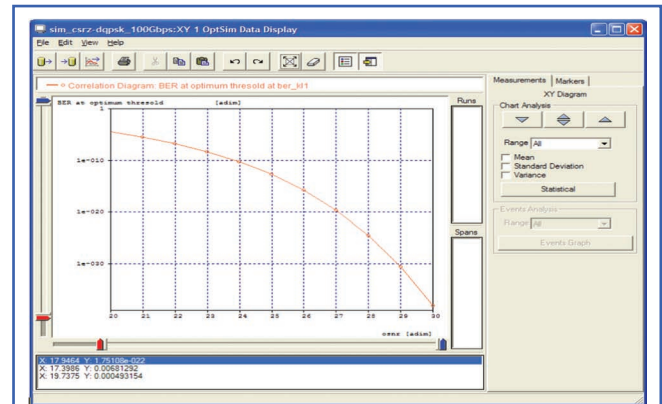 sim_csrz-dqpsk_100Gbps:XY 1 OptSim Data Display
File Edit View Help
Correlation Diagram: BER at optimum thresold at ber_kl1
BER at optimum thresold [adim]
1
1e-010
1e-020
1e-030
20 21 22 23 24 25 26 27 28 29 30
osnr [adim]
Runs
Spans
Measurements Markers
XY Diagram
Chart Analysis
Range All
Mean
Standard Deviation
Variance
Statistical
Events Analysis
Range All
Events Graph
X: 17.9464 Y: 1.75108e-022
X: 17.3986 Y: 0.00681292
X: 19.7375 Y: 0.000493154